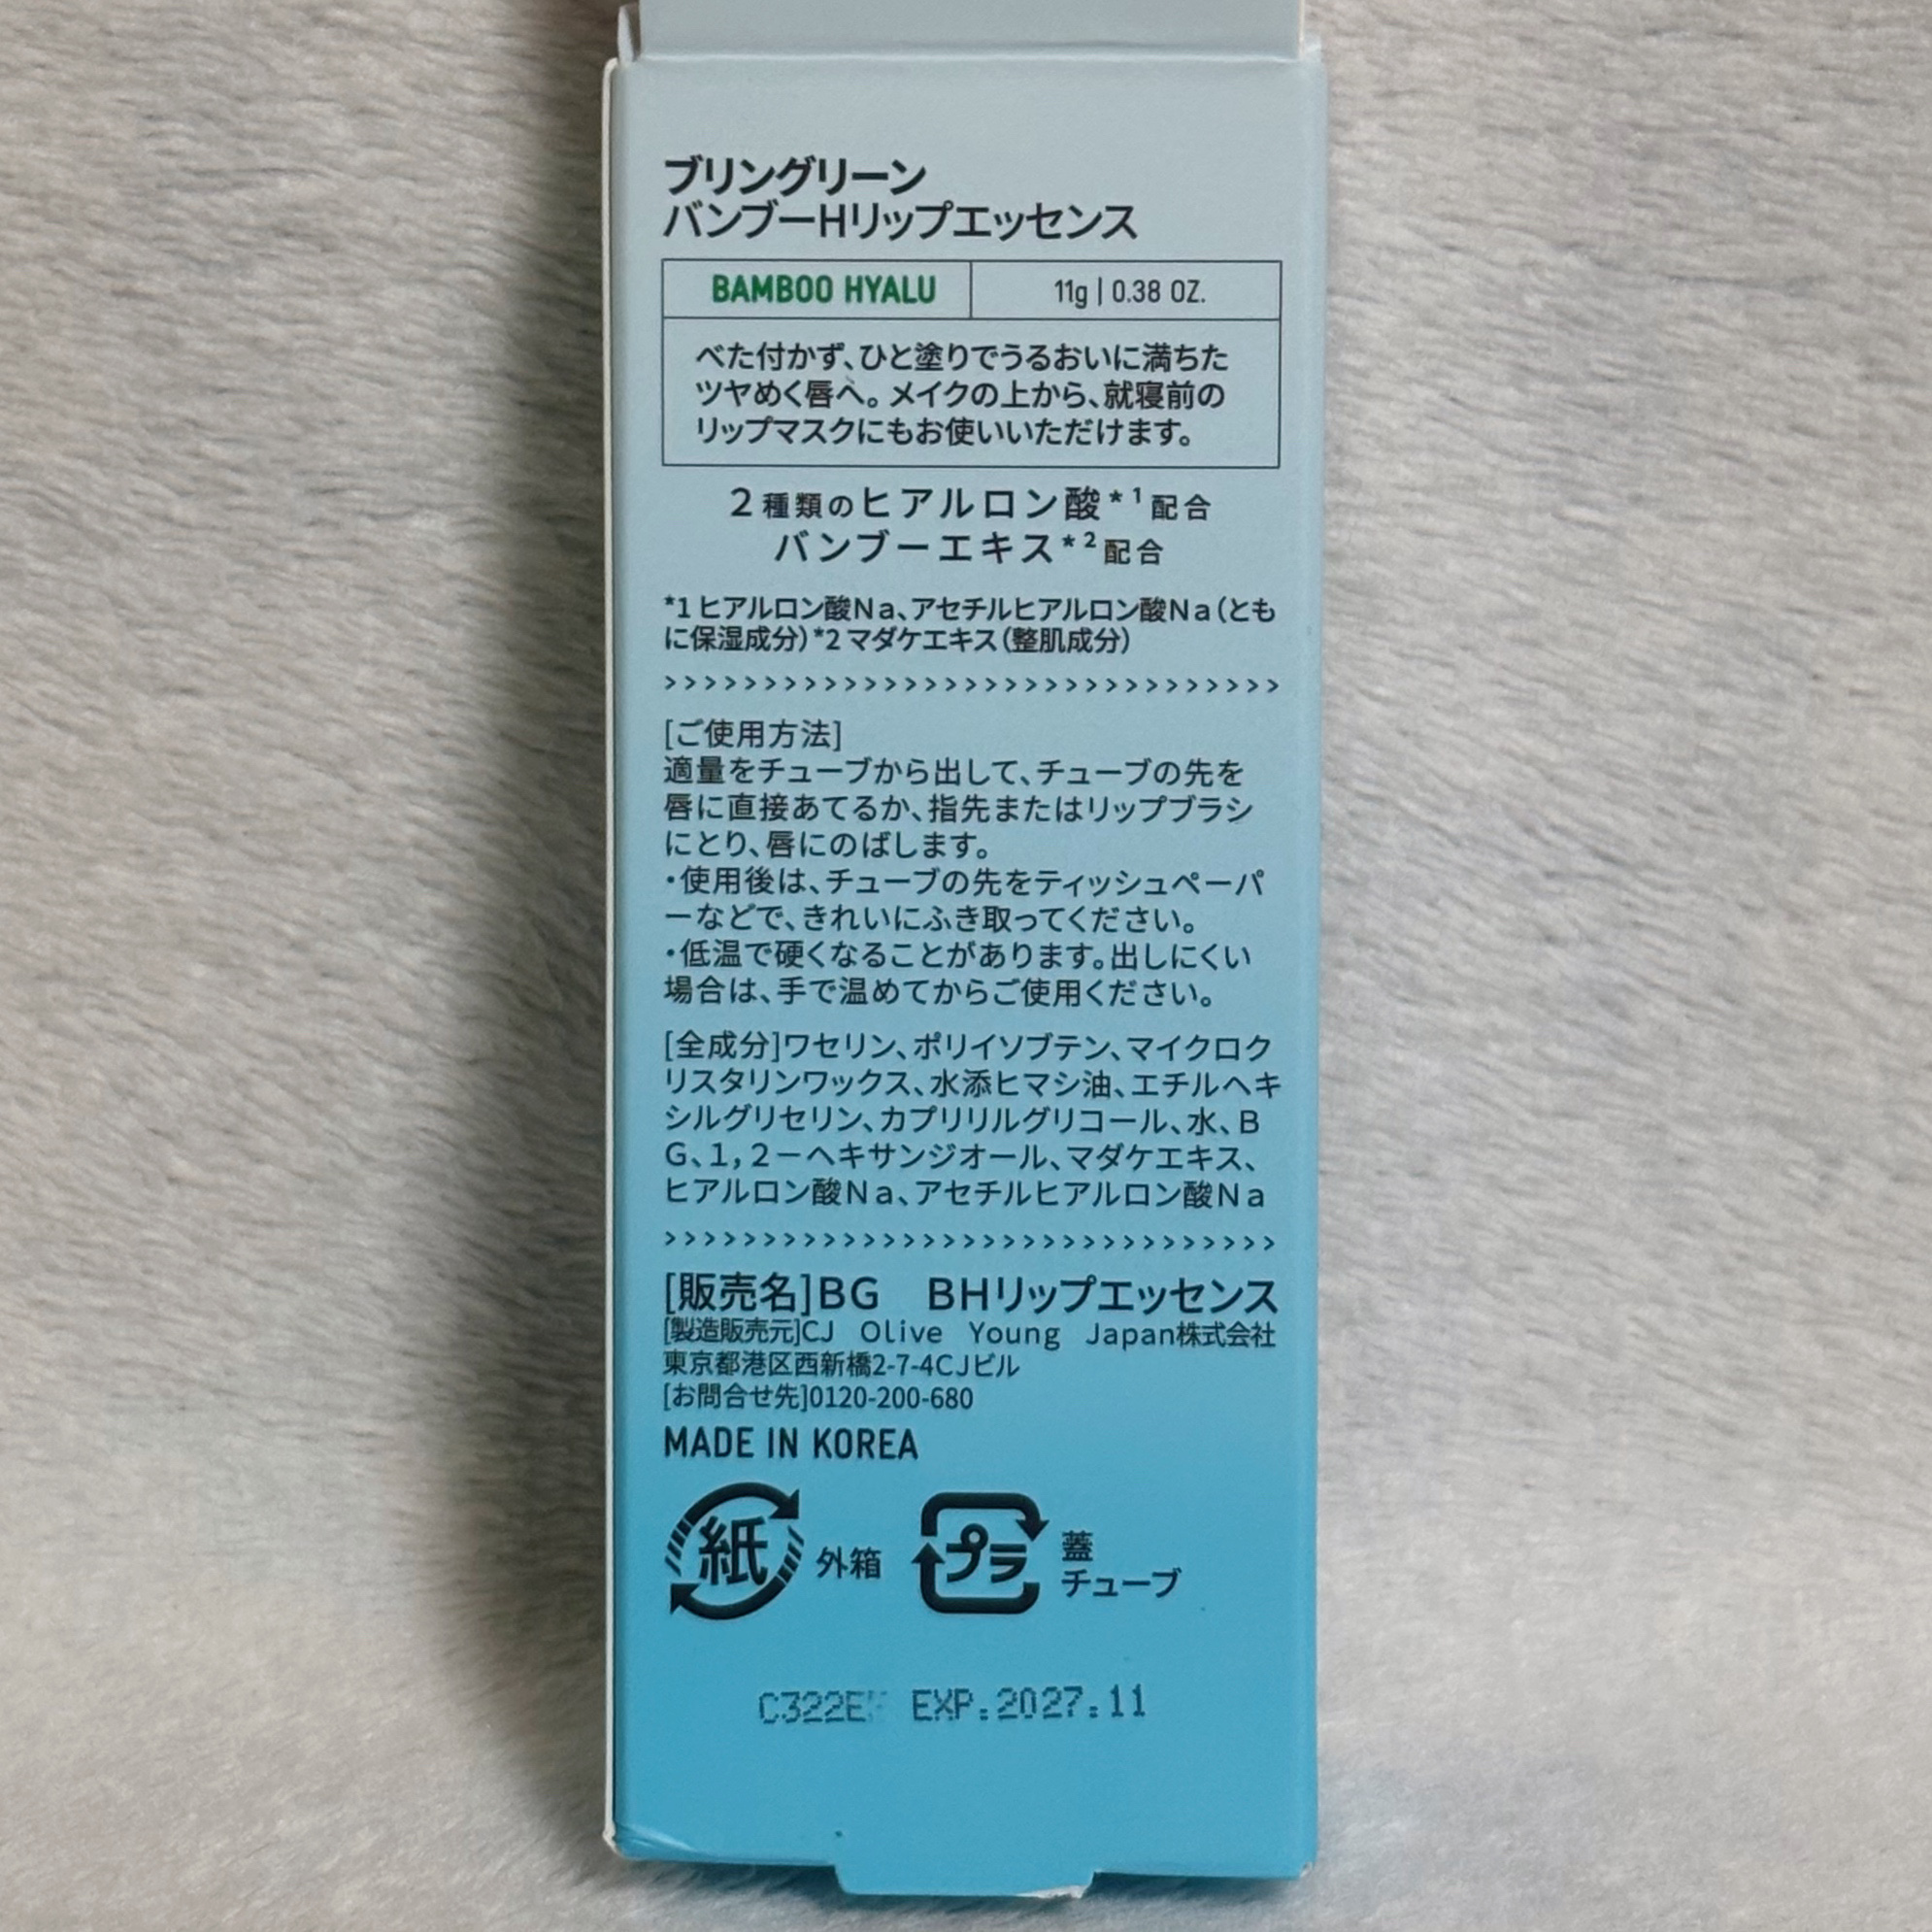 ブリングリーン
バンブーHリップエッセンス
BAMBOO HYALU
11g | 0.38 OZ.
べた付かず、ひと塗りでうるおいに満ちた
ツヤめく唇へ。メイクの上から、就寝前の
リップマスクにもお使いいただけます。
2種類のヒアルロン酸*1配合
バンブーエキス*2配合
*1 ヒアルロン酸Na、アセチルヒアルロン酸Na(とも
に保湿成分)*2 マダケエキス(整肌成分)
>>>>>>>>>>>>>>>>>>>>>>>>>>>>>>>
[ご使用方法]
適量をチューブから出して、チューブの先を
唇に直接あてるか、指先またはリップブラシ
にとり、唇にのばします。
・使用後は、チューブの先をティッシュペーパ
ーなどで、きれいにふき取ってください。
・低温で硬くなることがあります。出しにくい
場合は、手で温めてからご使用ください。
[全成分]ワセリン、ポリイソブテン、マイクロク
リスタリンワックス、水添ヒマシ油、エチルヘキ
シルグリセリン、カプリリルグリコール、水、B
G、1,2-ヘキサンジオール、マダケエキス、
ヒアルロン酸Na、アセチルヒアルロン酸Na
>>>>>>>>>>>>>>>>>>>>>>>>>>>>>>>
[販売名]BG BHリップエッセンス
[製造販売元]CJ Olive Young Japan株式会社
東京都港区西新橋2-7-4CJビル
[お問合せ先]0120-200-680
MADE IN KOREA
紙 外箱
プラ 蓋
チューブ
EXP.:2027.11